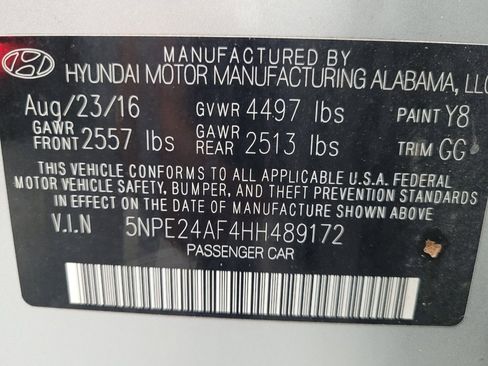 MANUFACTURED BY
HYUNDAI MOTOR MANUFACTURING ALABAMA, LLC
Aug/23/16 GVWR 4497 lbs PAINT Y8
GAWR FRONT 2557 lbs GAWR REAR 2513 lbs TRIM GG
THIS VEHICLE CONFORMS TO ALL APPLICABLE U.S.A. FEDERAL
MOTOR VEHICLE SAFETY, BUMPER, AND THEFT PREVENTION STANDARDS
IN EFFECT ON THE DATE OF MANUFACTURE SHOWN ABOVE.
V.I.N 5NPE24AF4HH489172
PASSENGER CAR